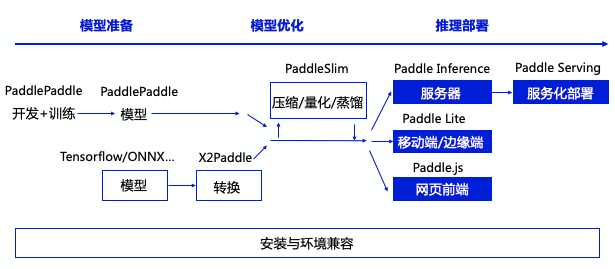 模型准备
模型优化
推理部署
PaddleSlim
Paddle Inference
Paddle Serving
PaddlePaddle
PaddlePaddle
压缩/量化/蒸馏
服务器
服务化部署
开发+训练
模型
Paddle Lite
移动端/边缘端
Tensorflow/ONNX...
X2Paddle
Paddle.js
模型
转换
网页前端
安装与环境兼容